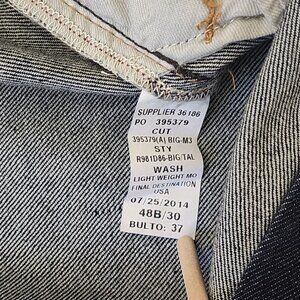 SUPPLIER 36186
PO 395379
CUT
395379(A) BIG-M3
STY
R981D86-BIG/TAL
WASH
LIGHT WEIGHT MO
FINAL DESTINATION
USA
07/25/2014
48B/30
BULTO: 37